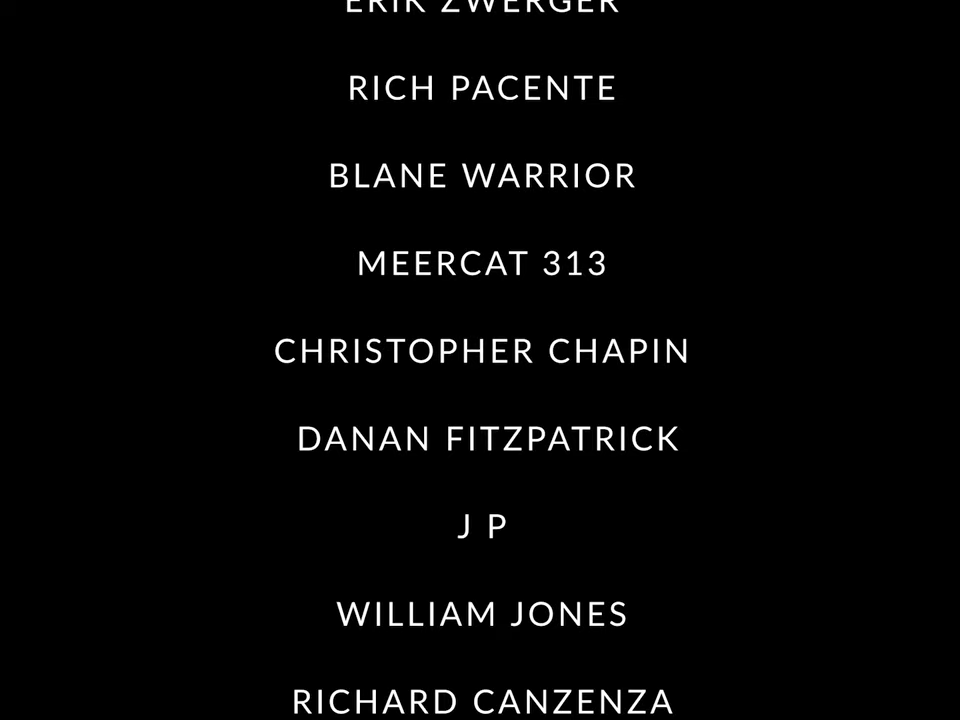 ERIK ZWERGER
RICH PACENTE
BLANE WARRIOR
MEERCAT 313
CHRISTOPHER CHAPIN
DANAN FITZPATRICK
J P
WILLIAM JONES
RICHARD CANZENZA